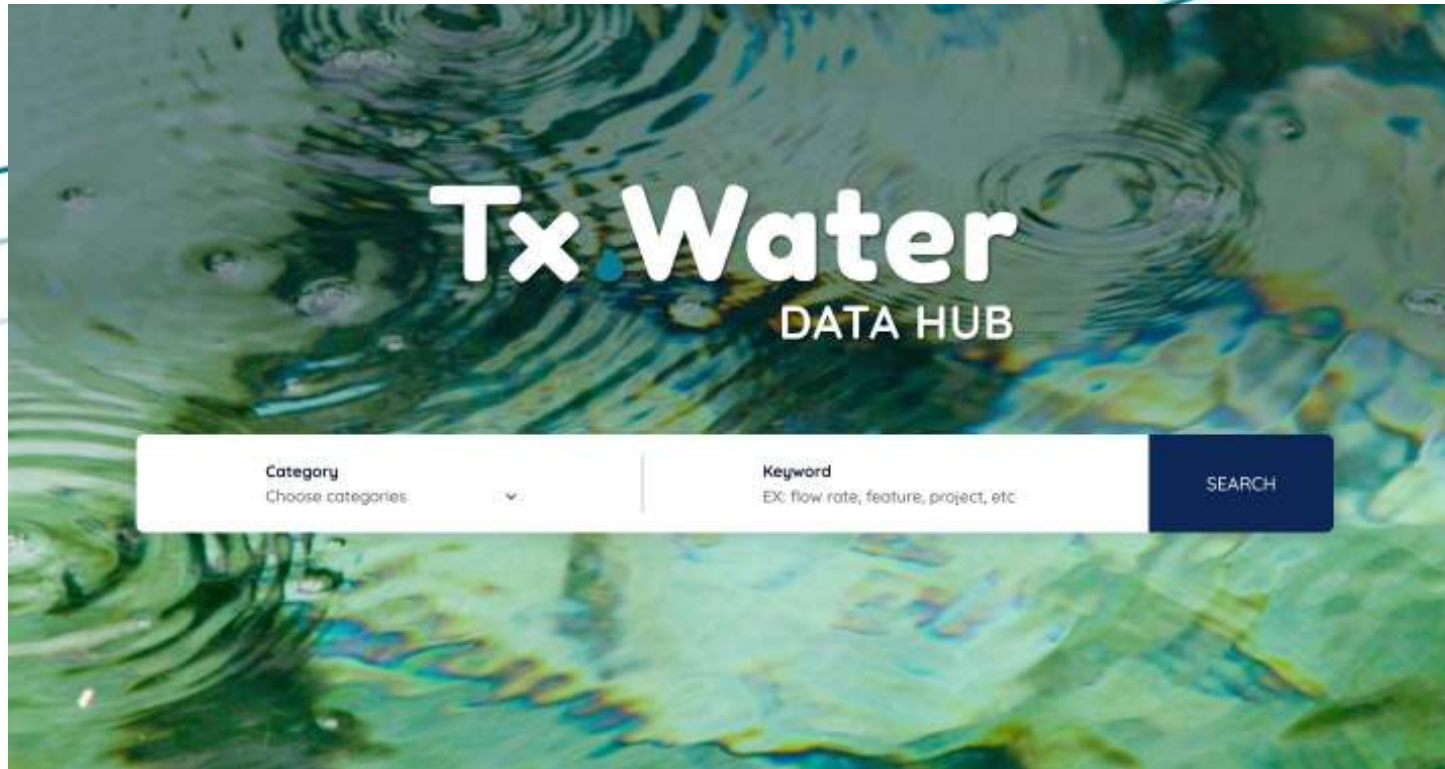 Tx Water
DATA HUB
Category
Choose categories
Keyword
EX: flow rate, feature, project, etc
SEARCH